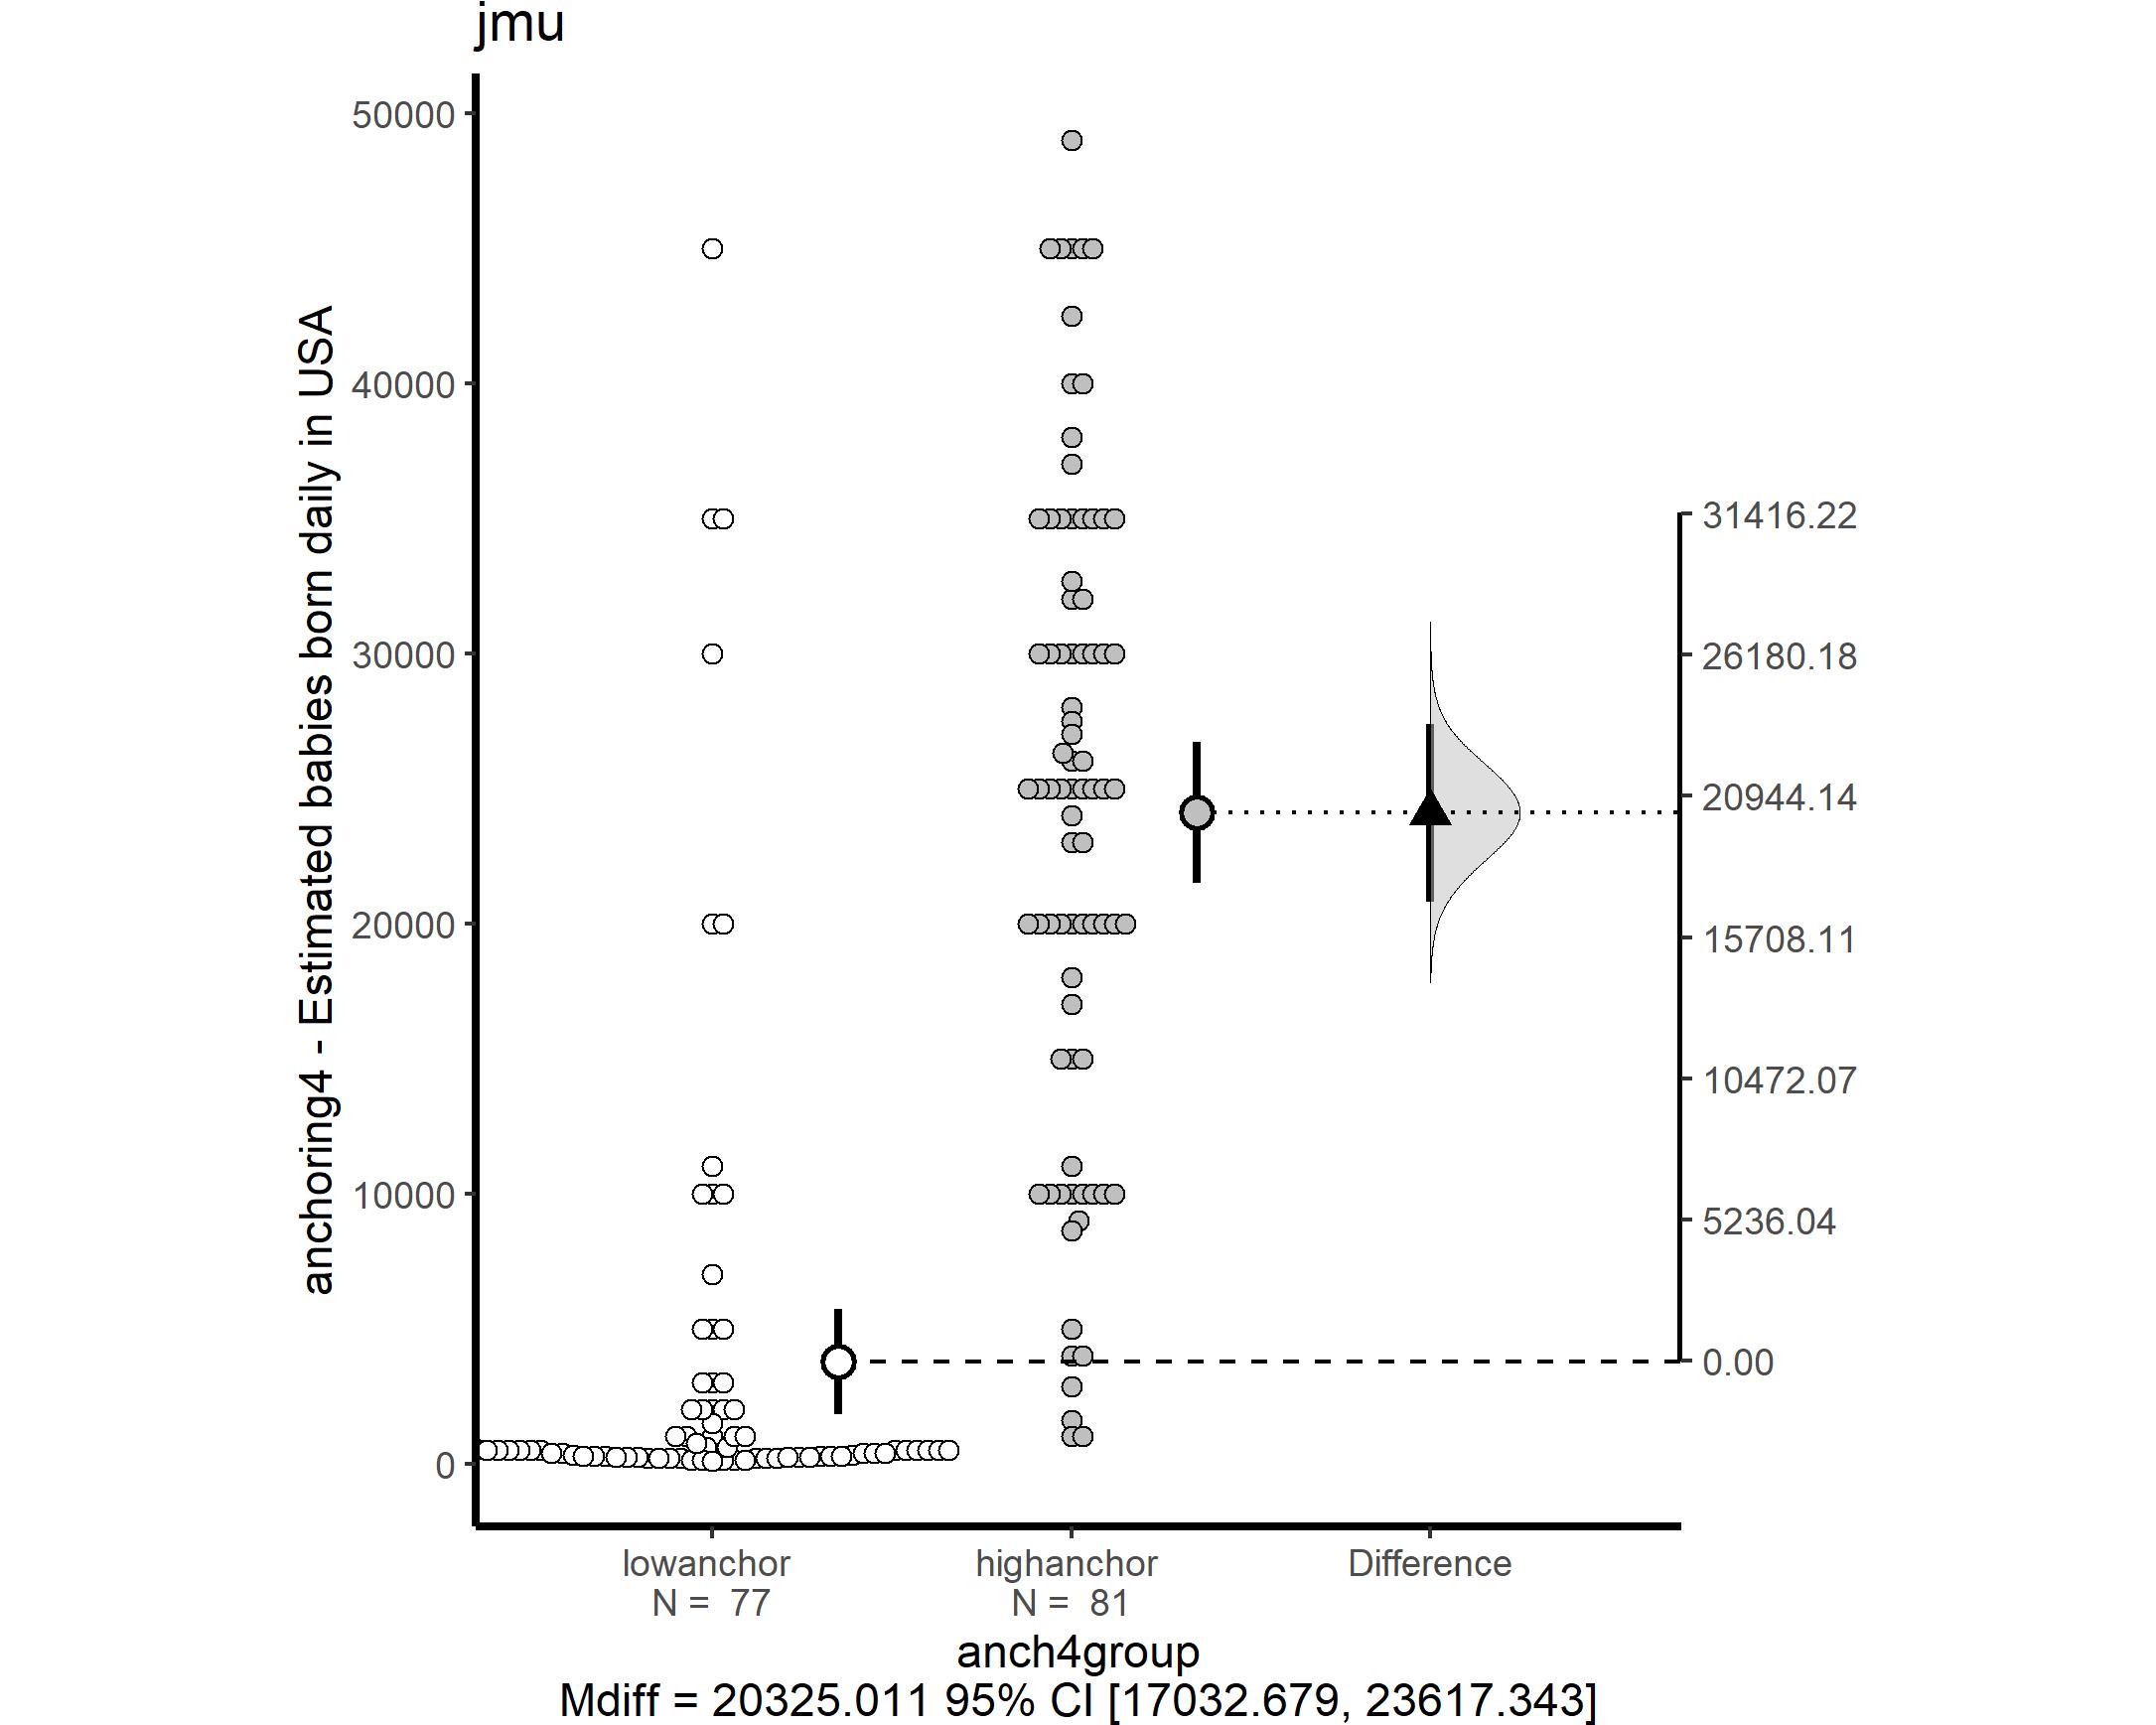 jmu
anchoring4 - Estimated babies born daily in USA
50000
40000
30000
20000
10000
0
31416.22
26180.18
20944.14
15708.11
10472.07
5236.04
0.00
lowanchor
N =  77
highanchor
N =  81
Difference
anch4group
Mdiff = 20325.011 95% CI [17032.679, 23617.343]